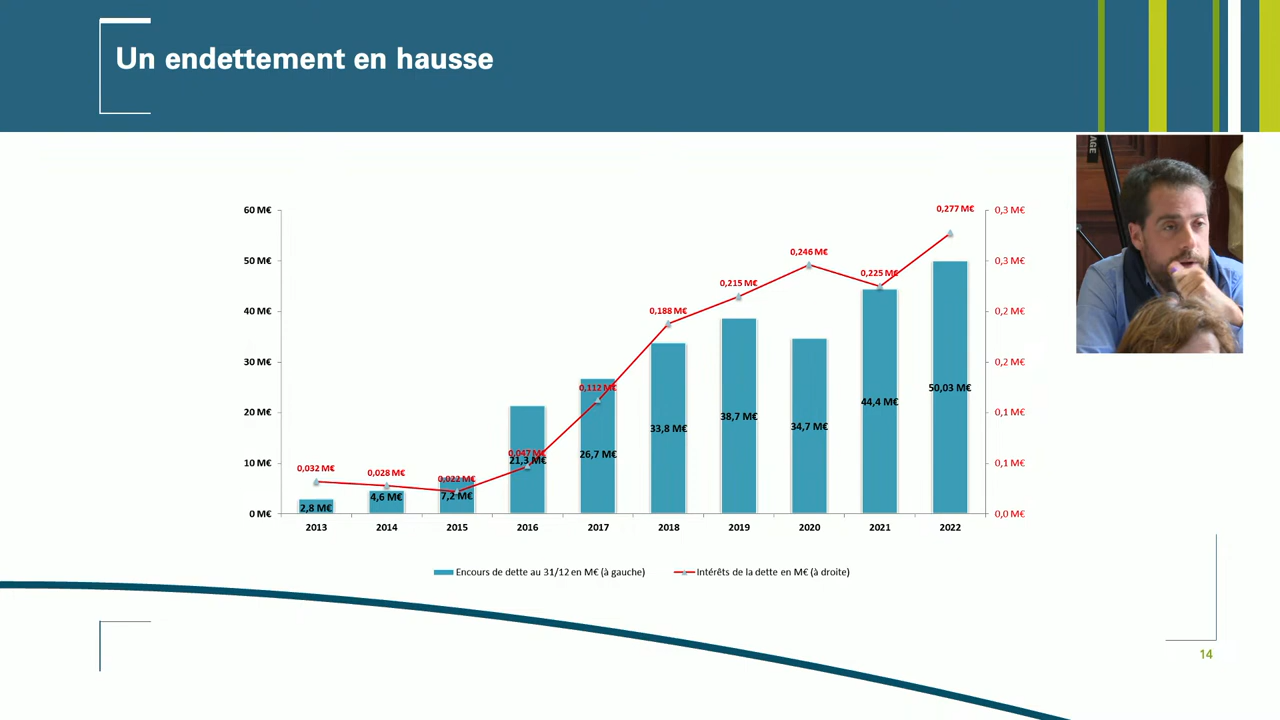 Un endettement en hausse
AGE
60 M€
50 M€
40 M€
30 M€
20 M€
10 M€
0 M€
0,3 M€
0,3 M€
0,2 M€
0,2 M€
0,1 M€
0,1 M€
0,0 M€
0,032 M€
0,028 M€
0,022 M€
0,047 M€
0,112 M€
0,188 M€
0,215 M€
0,246 M€
0,225 M€
0,277 M€
2,8 M€
4,6 M€
7,2 M€
21,3 M€
26,7 M€
33,8 M€
38,7 M€
34,7 M€
44,4 M€
50,03 M€
2013 2014 2015 2016 2017 2018 2019 2020 2021 2022
Encours de dette au 31/12 en M€ (à gauche) Intérêts de la dette en M€ (à droite)
14